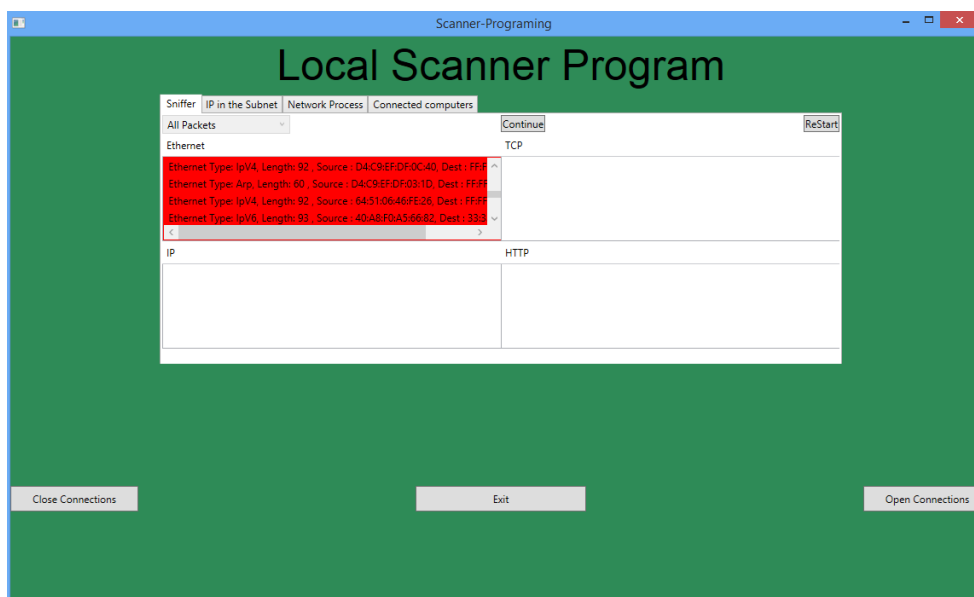 Scanner-Programing
Local Scanner Program
Sniffer IP in the Subnet Network Process Connected computers
All Packets Continue ReStart
Ethernet TCP
Ethernet Type: IpV4, Length: 92 , Source : D4:C9:EF:DF:0C:40, Dest : FF:F
Ethernet Type: Arp, Length: 60 , Source : D4:C9:EF:DF:03:1D, Dest : FF:FF
Ethernet Type: IpV4, Length: 92 , Source : 64:51:06:46:FE:26, Dest : FF:FF
Ethernet Type: IpV6, Length: 93 , Source : 40:A8:F0:A5:66:82, Dest : 33:3
IP HTTP
Close Connections Exit Open Connections